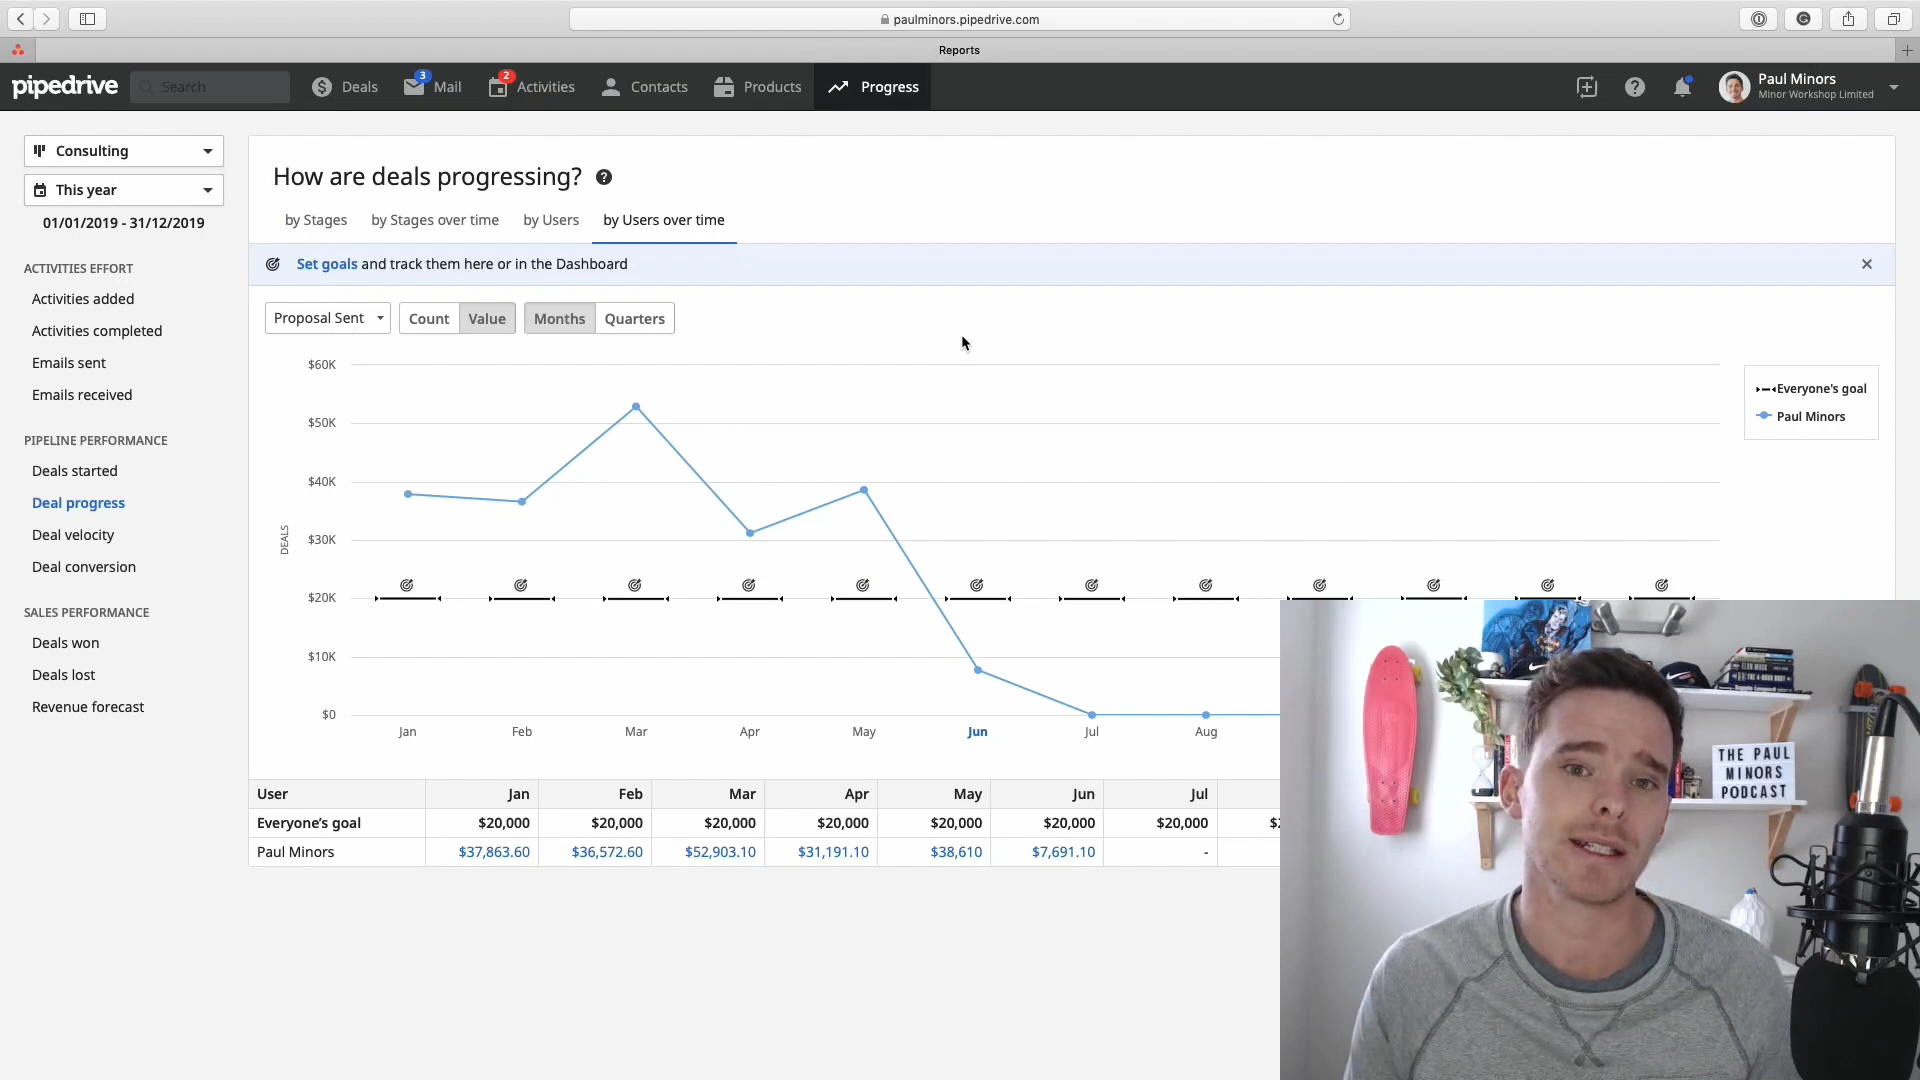 paulminors.pipedrive.com
Reports
pipedrive
Search
Deals
3
Mail
2
Activities
Contacts
Products
Progress
Paul Minors
Minor Workshop Limited
Consulting
This year
01/01/2019 - 31/12/2019
ACTIVITIES EFFORT
Activities added
Activities completed
Emails sent
Emails received
PIPELINE PERFORMANCE
Deals started
Deal progress
Deal velocity
Deal conversion
SALES PERFORMANCE
Deals won
Deals lost
Revenue forecast
How are deals progressing? ?
by Stages by Stages over time by Users by Users over time
Set goals and track them here or in the Dashboard
Proposal Sent Count Value Months Quarters
$60K
$50K
$40K
$30K
$20K
$10K
$0
DEALS
Jan Feb Mar Apr May Jun Jul Aug
Everyone's goal
Paul Minors
User Jan Feb Mar Apr May Jun Jul
Everyone's goal $20,000 $20,000 $20,000 $20,000 $20,000 $20,000 $20,000
Paul Minors $37,863.60 $36,572.60 $52,903.10 $31,191.10 $38,610 $7,691.10 -
THE PAUL
MINORS
PODCAST